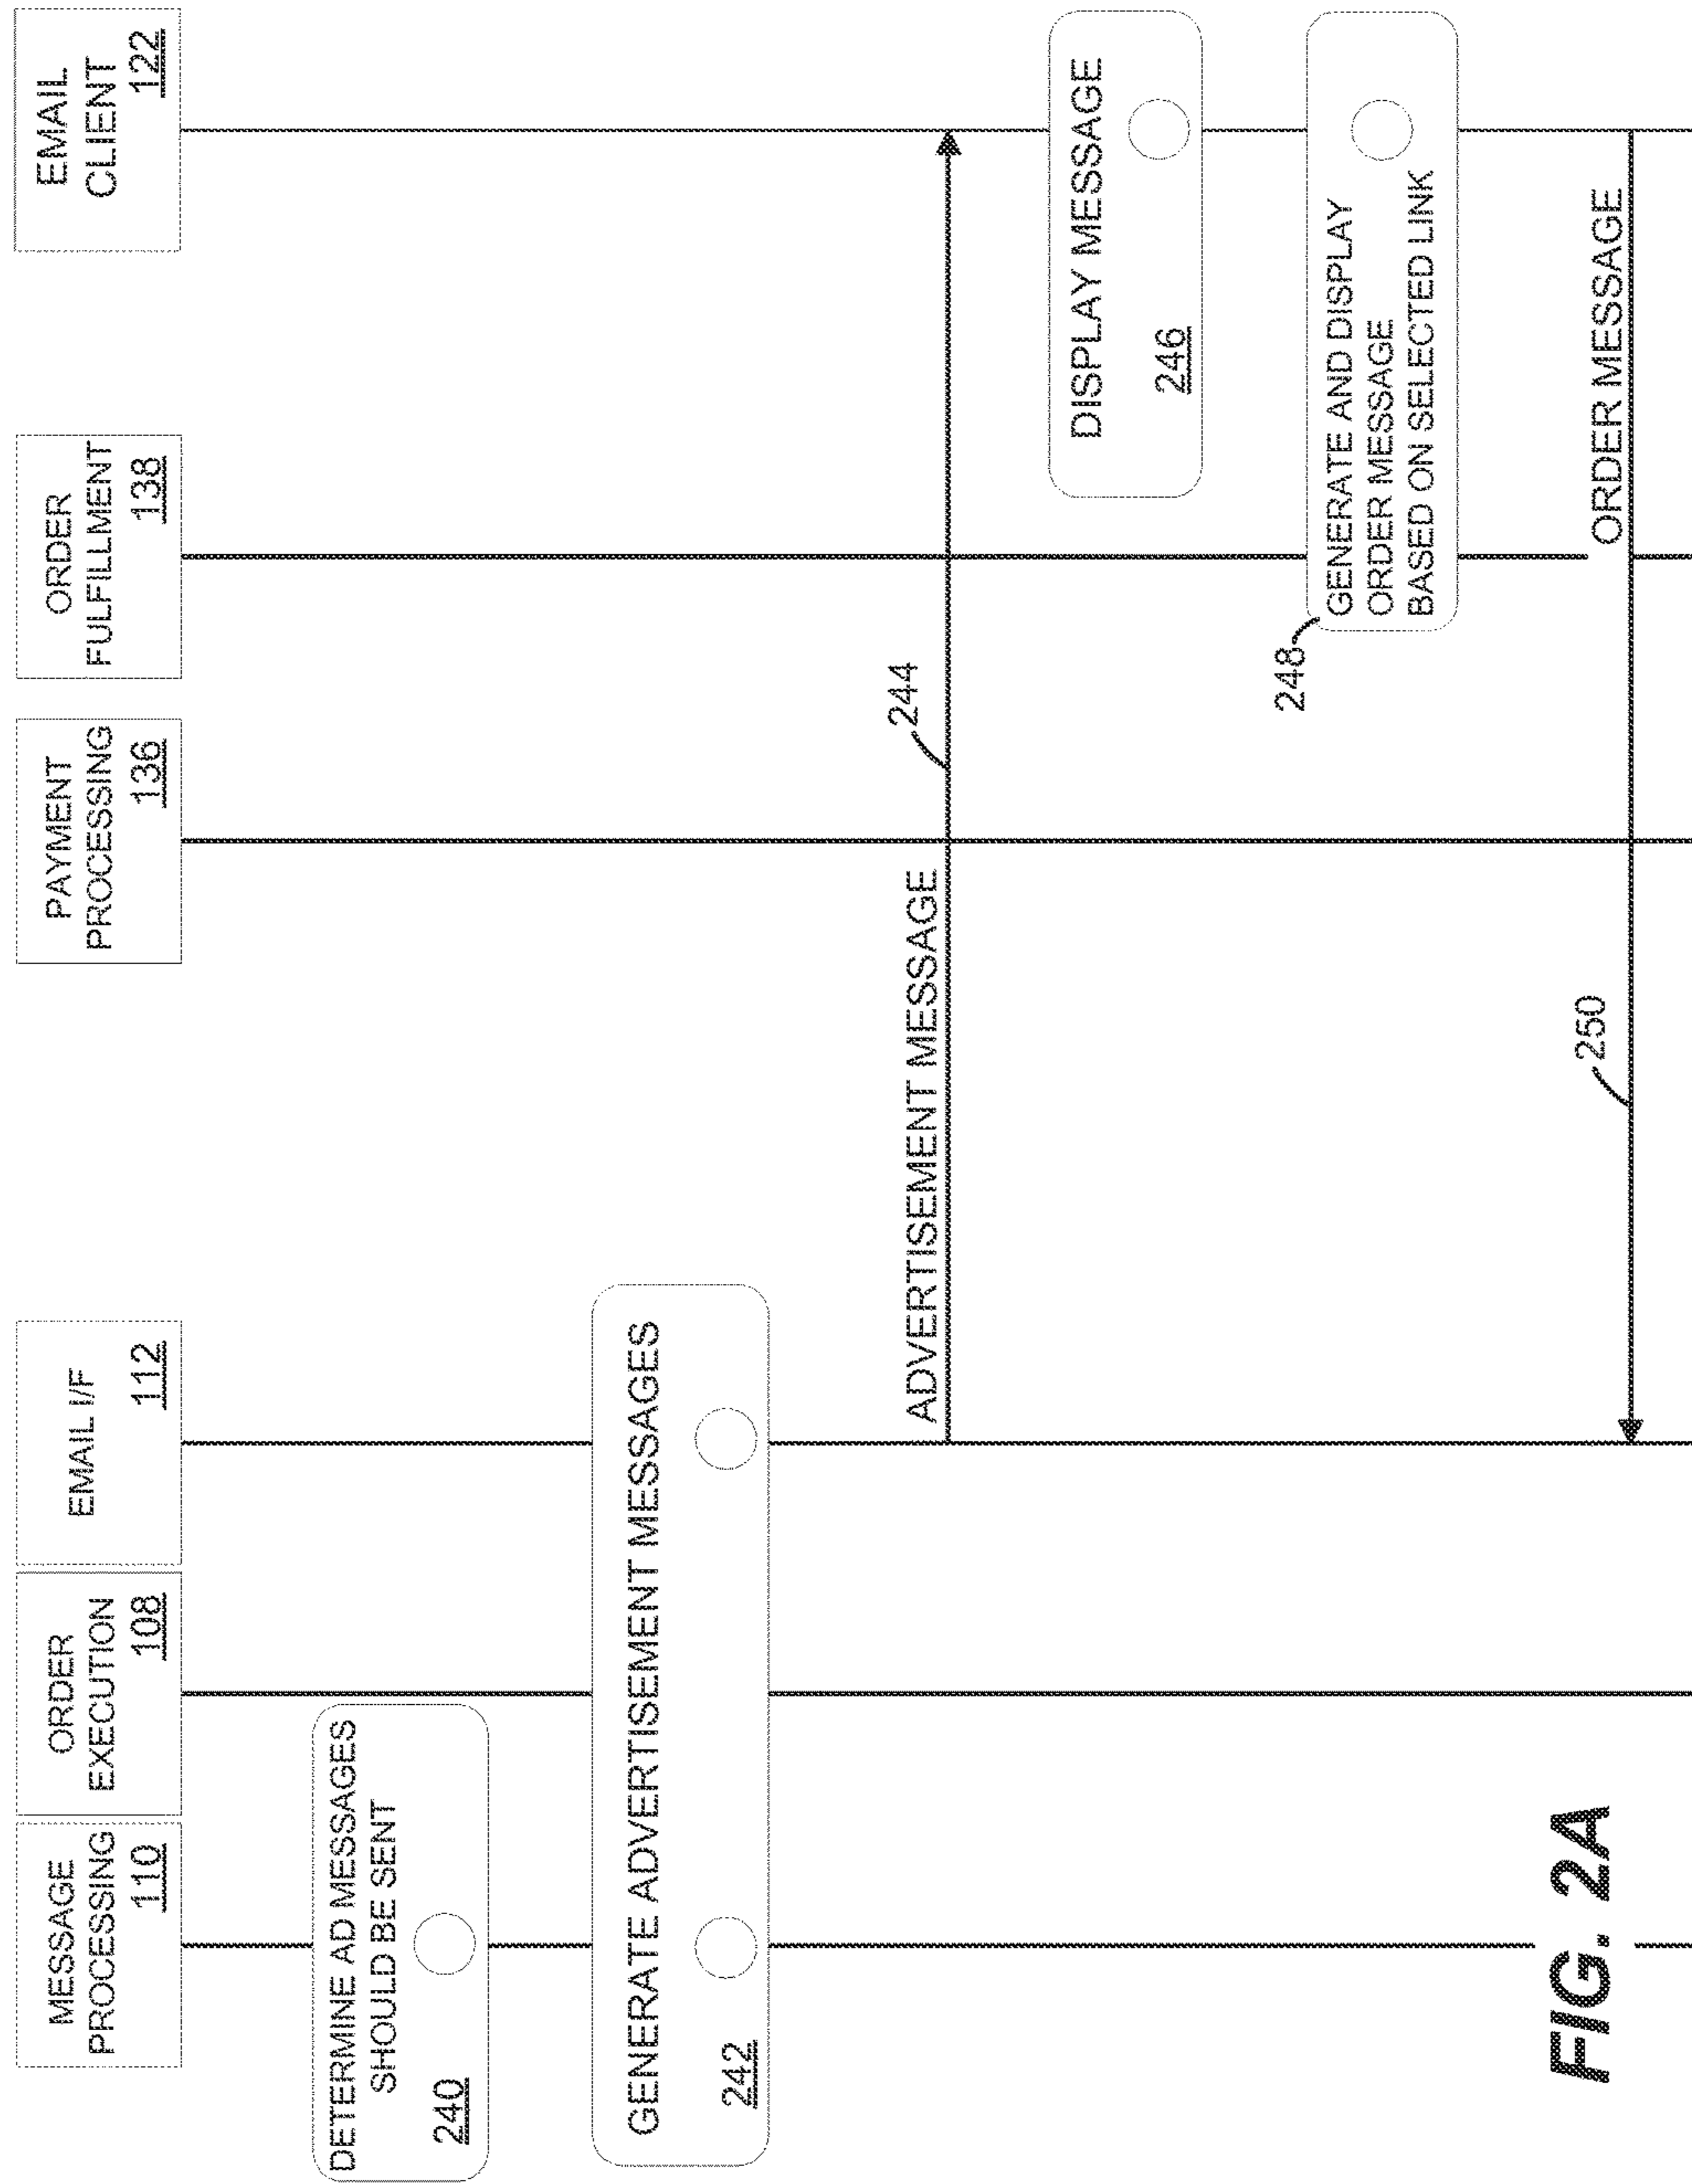 MESSAGE
PROCESSING
110
ORDER
EXECUTION
108
EMAIL I/F
112
PAYMENT
PROCESSING
136
ORDER
FULFILLMENT
138
EMAIL
CLIENT
122
DETERMINE AD MESSAGES
SHOULD BE SENT
240
GENERATE ADVERTISEMENT MESSAGES
242
ADVERTISEMENT MESSAGE
244
DISPLAY MESSAGE
246
248
GENERATE AND DISPLAY
ORDER MESSAGE
BASED ON SELECTED LINK
250
ORDER MESSAGE
FIG. 2A